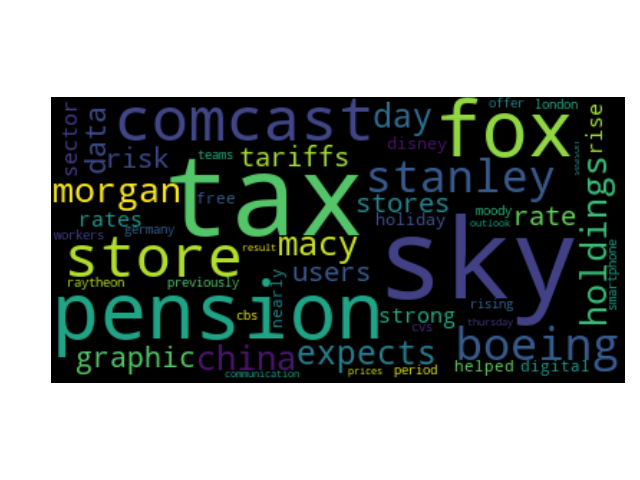 offer london
comcast day fox
sector data rise
disney season
risk teams tariffs
tax stanley holdings
morgan free stores
rates holiday moody rate
outlook
workers germany sky
store result macy
users smartphone
raytheon previously nearly
pension rising
cbs strong thursday
cvs boeing
graphic china expects
helped digital
communication prices period